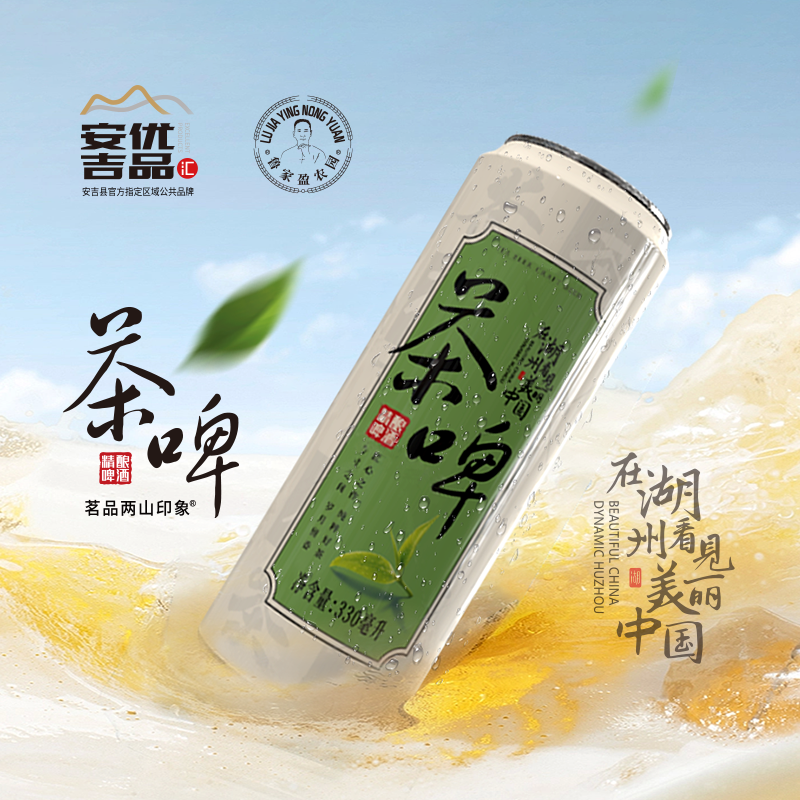 安吉
优品
汇
安吉县官方指定区域公共品牌
LU JIA YING NONG YUAN
鲁家盈农园
茶啤
精酿
啤酒
茗品两山印象®
茶啤
精酿
啤酒
在湖州看見
美丽中国
净含量:330毫升
在湖州看見
美丽中国
BEAUTIFUL CHINA
DYNAMIC HUZHOU
湖